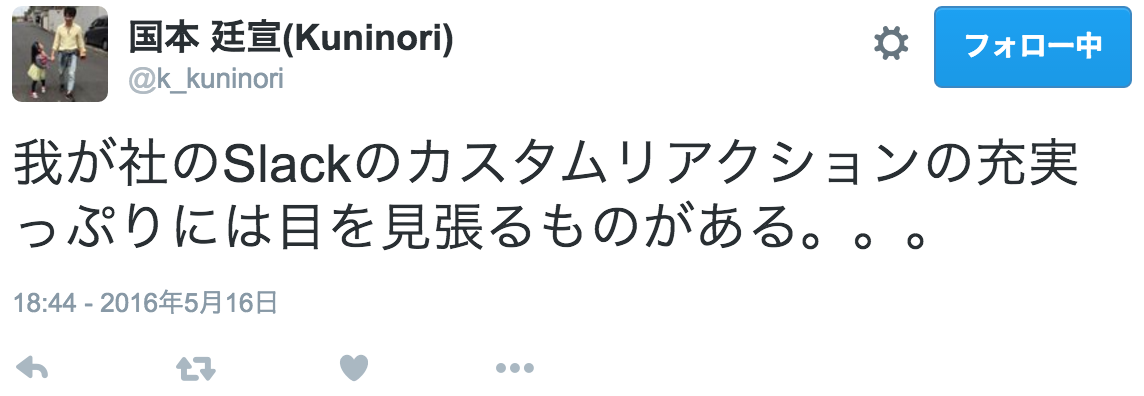 国本 廷宣(Kuninori)
@k_kuninori
フォロー中
我が社のSlackのカスタムリアクションの充実
っぷりには目を見張るものがある。。。
18:44 - 2016年5月16日